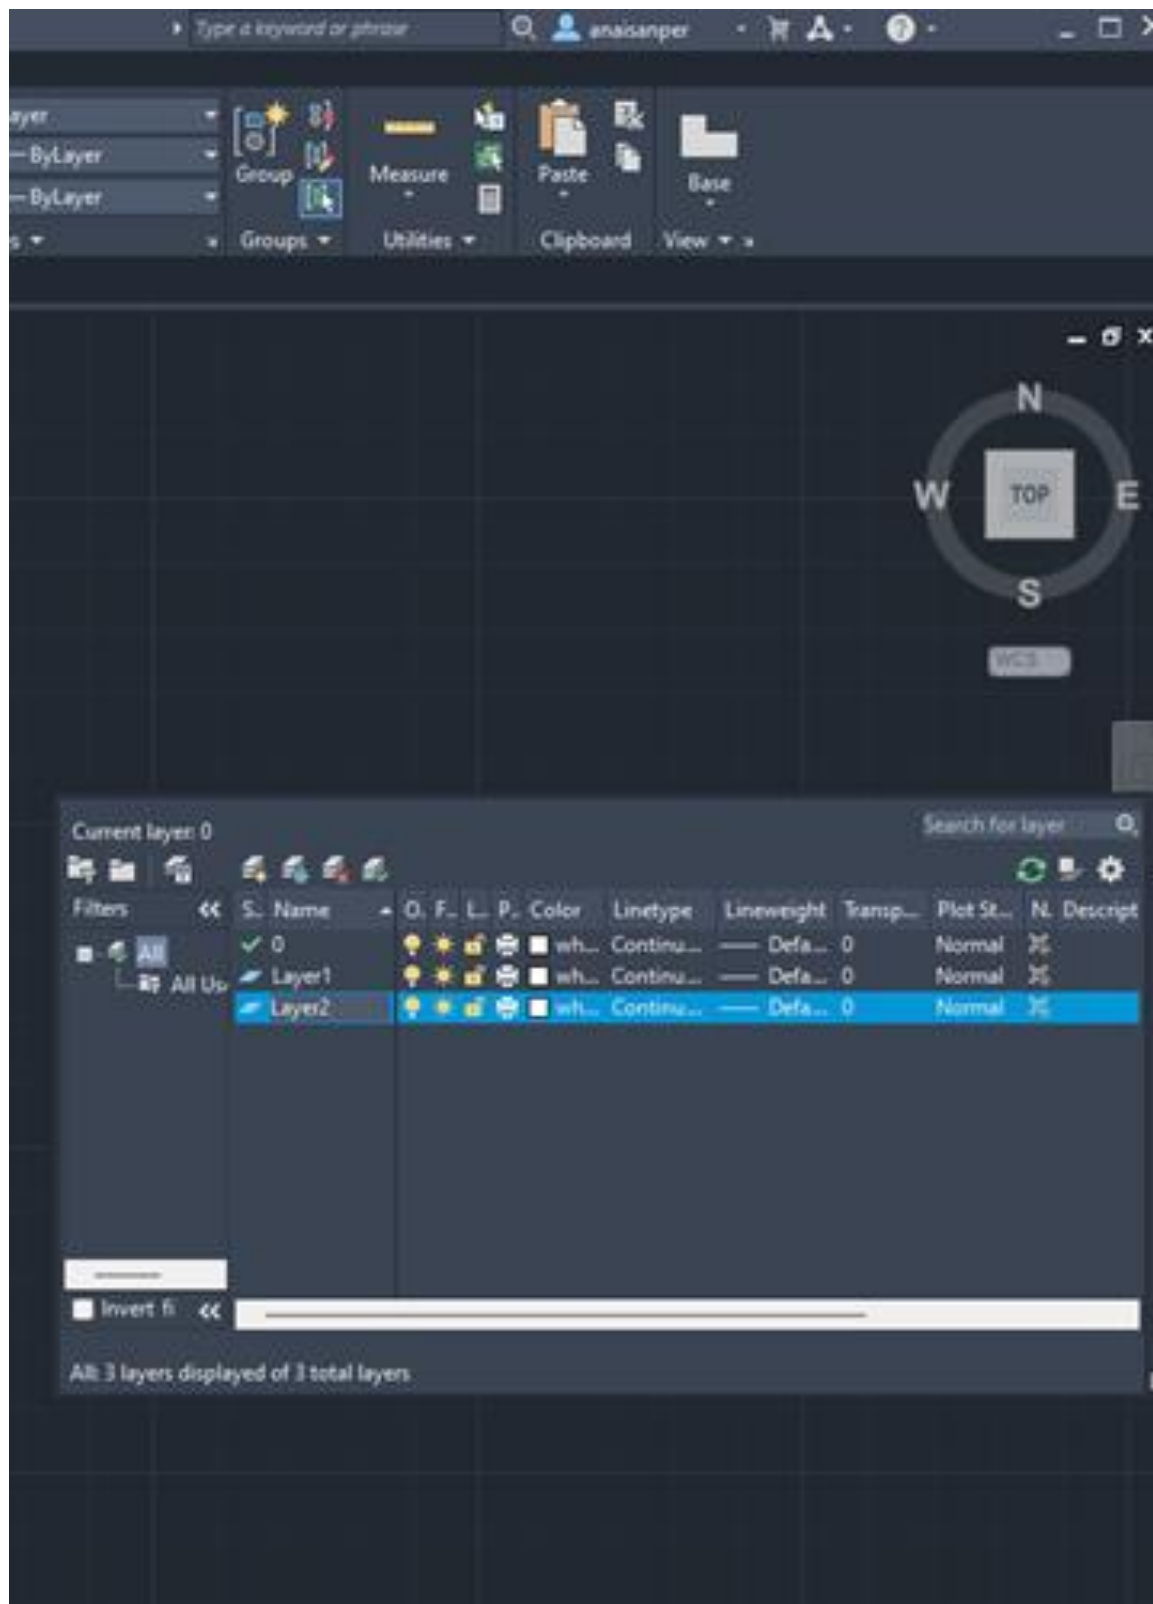 Type a keyword or phrase anaisanper
ayer
ByLayer
ByLayer
Group Measure Paste Base
Groups Utilities Clipboard View
N
W TOP E
S
WCS
Current layer: 0 Search for layer
Filters S.. Name O. F.. L.. P.. Color Linetype Lineweight Transp... Plot St... N. Descript
All 0 wh... Continu... Defa... 0 Normal
All Us Layer1 wh... Continu... Defa... 0 Normal
Layer2 wh... Continu... Defa... 0 Normal
Invert fi
All: 3 layers displayed of 3 total layers